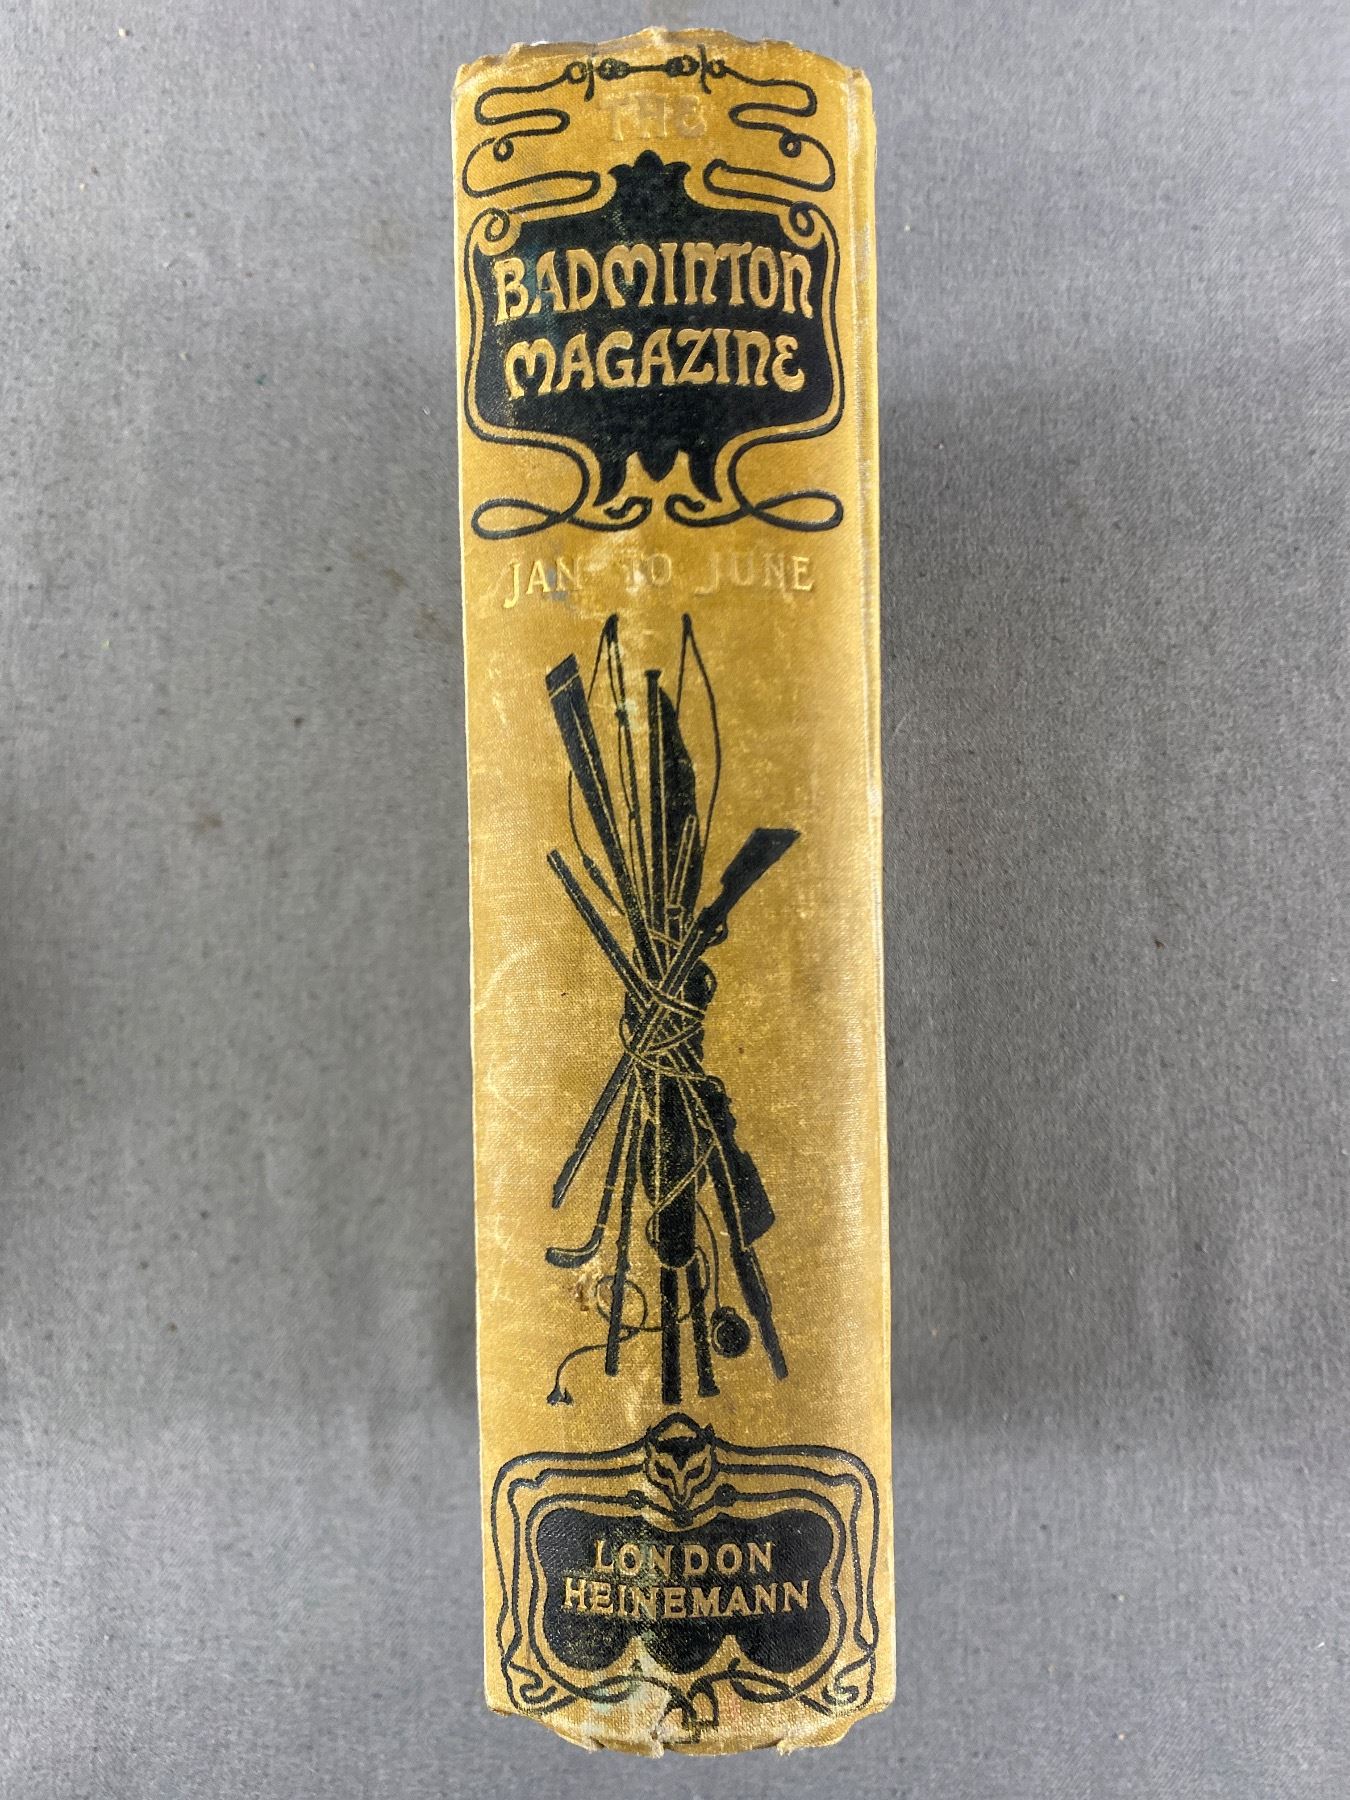 THE
BADMINTON
MAGAZINE
JAN TO JUNE
LONDON
HEINEMANN